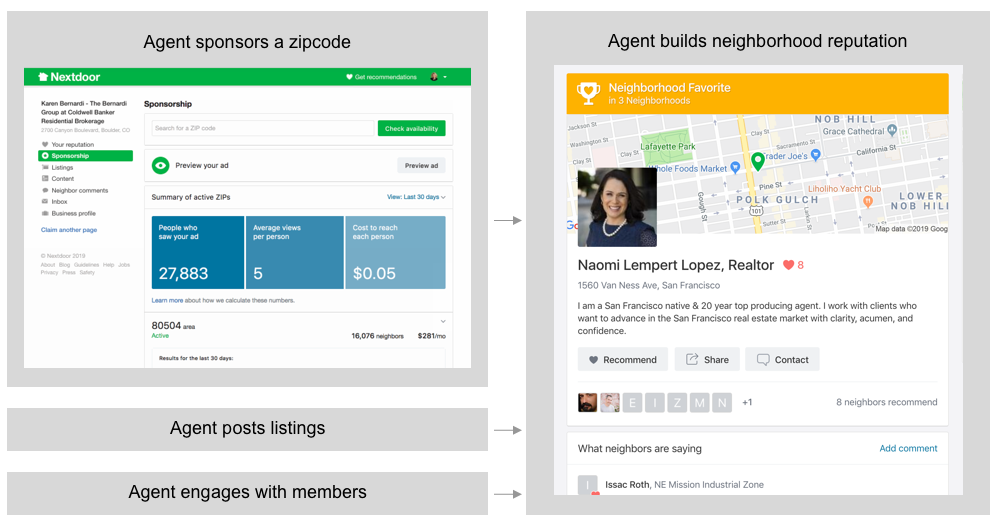 Agent sponsors a zipcode
Nextdoor
Get recommendations
Karen Bernardi - The Bernardi
Group at Coldwell Banker
Residential Brokerage
2700 Canyon Boulevard, Boulder, CO
Your reputation
Sponsorship
Listings
Content
Neighbor comments
Inbox
Business profile
Claim another page
© Nextdoor 2019
About Blog Guidelines Help Jobs
Privacy Press Safety
Sponsorship
Search for a ZIP code
Check availability
Preview your ad
Preview ad
Summary of active ZIPs
View: Last 30 days
People who
saw your ad
27,883
Average views
per person
5
Cost to reach
each person
$0.05
Learn more about how we calculate these numbers.
80504 area
Active
16,076 neighbors
$281/mo
Results for the last 30 days:
Agent posts listings
Agent engages with members
Agent builds neighborhood reputation
Neighborhood Favorite
in 3 Neighborhoods
Jackson St
Washington St
Clay St
Clay St
Lafayette Park
NOB HILL
Grace Cathedral
California St
Whole Foods Market
Trader Joe's
Pine St
Gough St
POLK GULCH
Liholiho Yacht Club
LOWER
NOB HILL
101
Sutter St
Map data ©2019 Goog
Naomi Lempert Lopez, Realtor
8
1560 Van Ness Ave, San Francisco
I am a San Francisco native & 20 year top producing agent. I work with clients who
want to advance in the San Francisco real estate market with clarity, acumen, and
confidence.
Recommend
Share
Contact
E I Z M N
+1
8 neighbors recommend
What neighbors are saying
Add comment
I
Issac Roth, NE Mission Industrial Zone